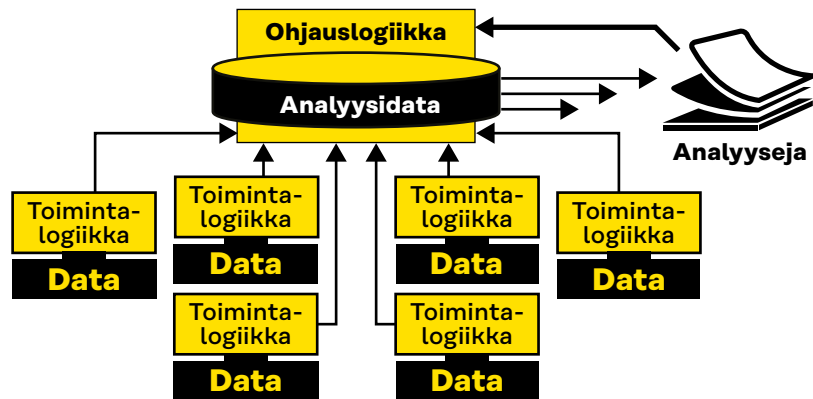 Ohjauslogiikka
Analyysidata
Analyyseja
Toiminta-
logiikka
Data
Toiminta-
logiikka
Data
Toiminta-
logiikka
Data
Toiminta-
logiikka
Data
Toiminta-
logiikka
Data
Toiminta-
logiikka
Data